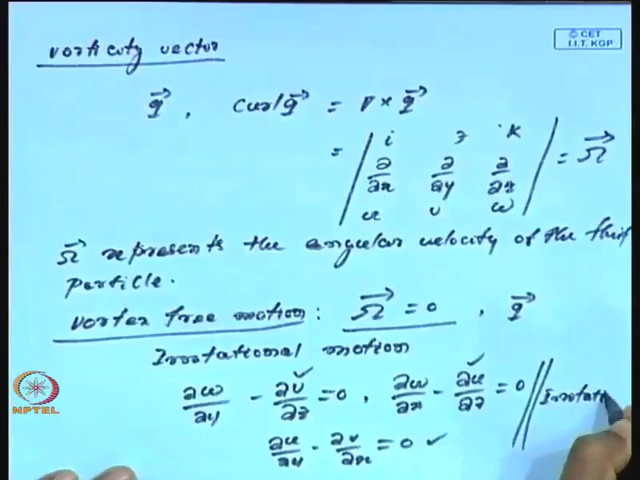 vorticity vector
© CET
I.I.T. KGP
q⃗ , curl q⃗ = ∇ × q⃗
= | i j k |
| ∂/∂x ∂/∂y ∂/∂z | = Ω⃗
| u v w |
Ω⃗ represents the angular velocity of the fluid
particle.
vortex free motion : Ω⃗ = 0 , q⃗
Irrotational motion
∂w/∂y - ∂v/∂z = 0 , ∂w/∂x - ∂u/∂z = 0 // Irrotati
∂u/∂y - ∂v/∂x = 0 ✓
NPTEL